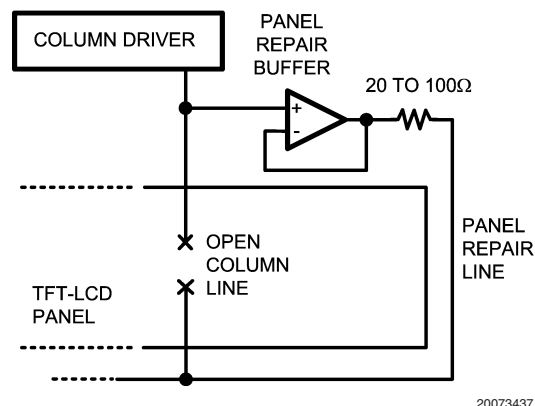 COLUMN DRIVER
PANEL
REPAIR
BUFFER
20 TO 100Ω
+
-
OPEN
COLUMN
LINE
PANEL
REPAIR
LINE
TFT-LCD
PANEL
20073437